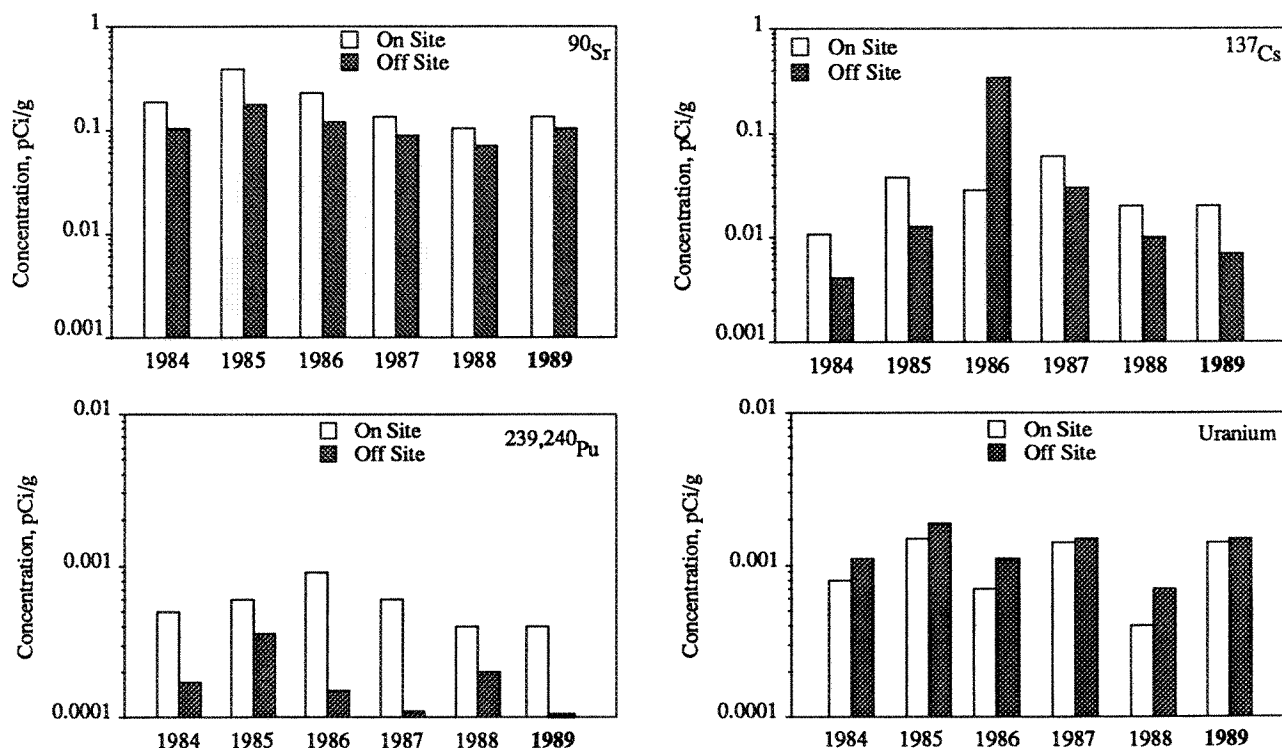 1
0.1
0.01
0.001
Concentration, pCi/g
On Site
Off Site
90Sr
1984 1985 1986 1987 1988 1989
1
0.1
0.01
0.001
Concentration, pCi/g
On Site
Off Site
137Cs
1984 1985 1986 1987 1988 1989
0.01
0.001
0.0001
Concentration, pCi/g
On Site
Off Site
239,240Pu
1984 1985 1986 1987 1988 1989
0.01
0.001
0.0001
Concentration, pCi/g
On Site
Off Site
Uranium
1984 1985 1986 1987 1988 1989